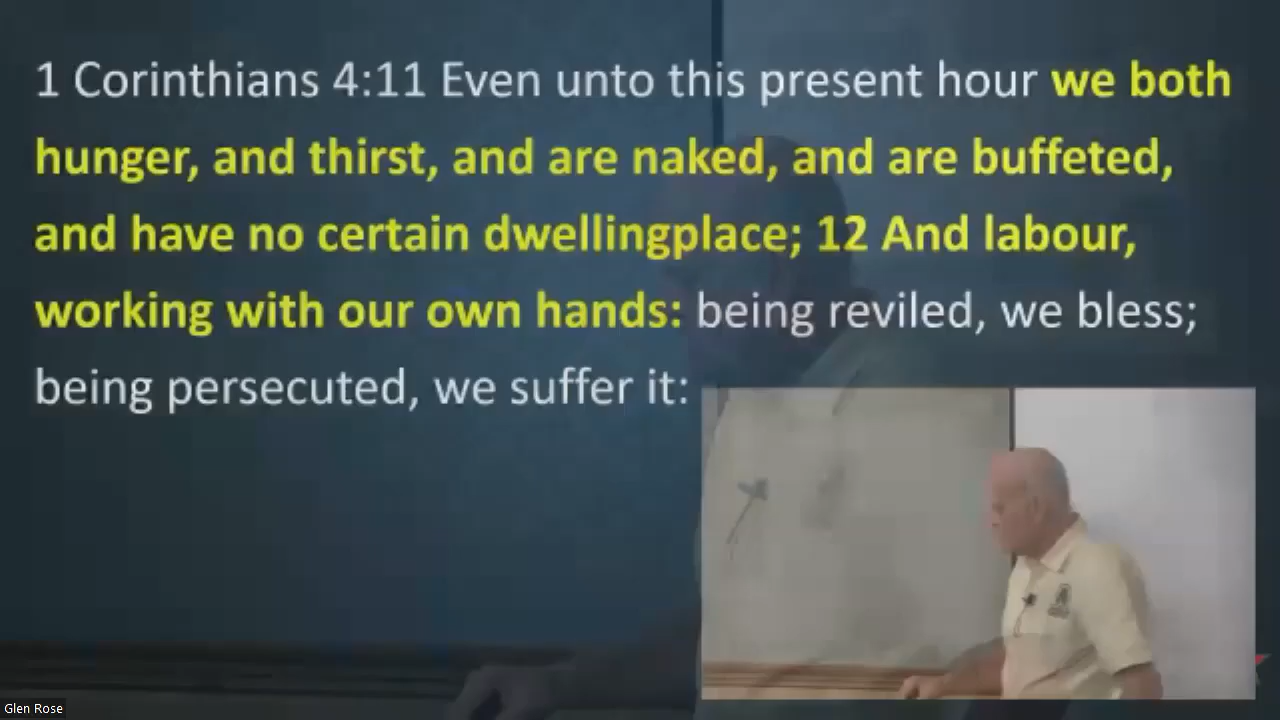 1 Corinthians 4:11 Even unto this present hour we both
hunger, and thirst, and are naked, and are buffeted,
and have no certain dwellingplace; 12 And labour,
working with our own hands: being reviled, we bless;
being persecuted, we suffer it:
Glen Rose